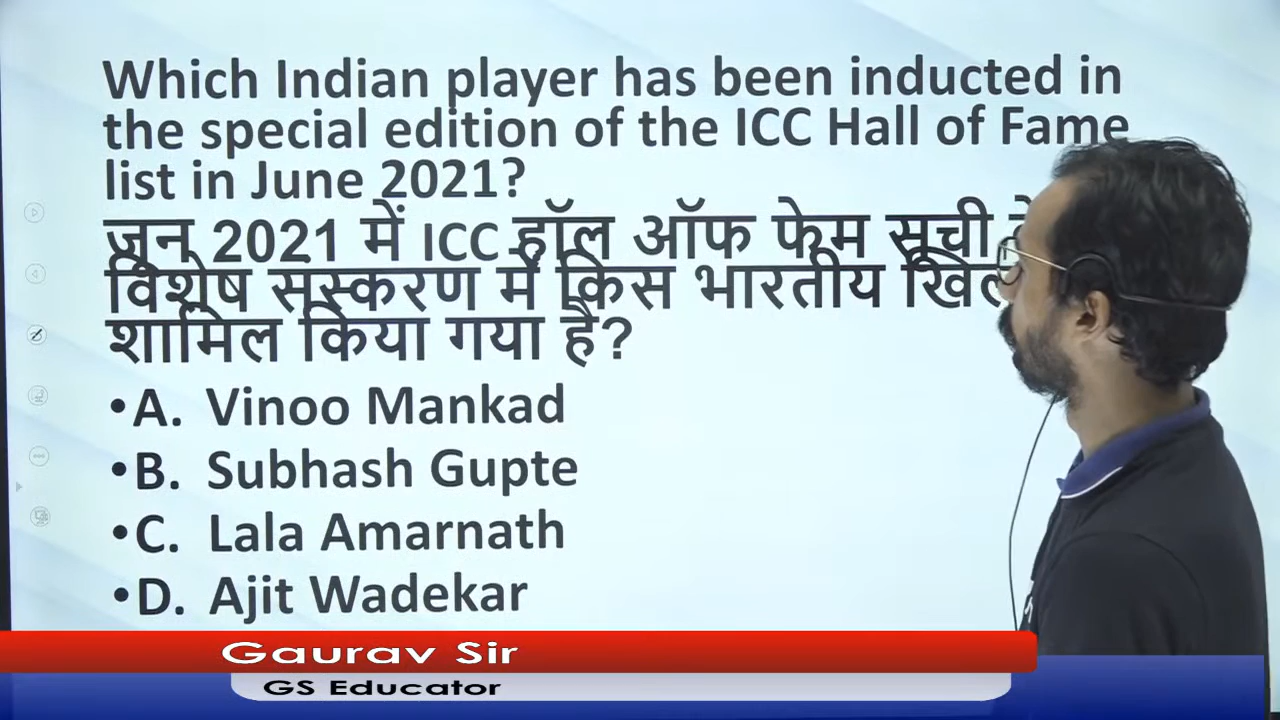 Which Indian player has been inducted in
the special edition of the ICC Hall of Fame
list in June 2021?
जून 2021 में ICC हॉल ऑफ फेम सूची
विशेष संस्करण में किस भारतीय
शामिल किया गया है?
•A. Vinoo Mankad
•B. Subhash Gupte
•C. Lala Amarnath
•D. Ajit Wadekar
Gaurav Sir
GS Educator